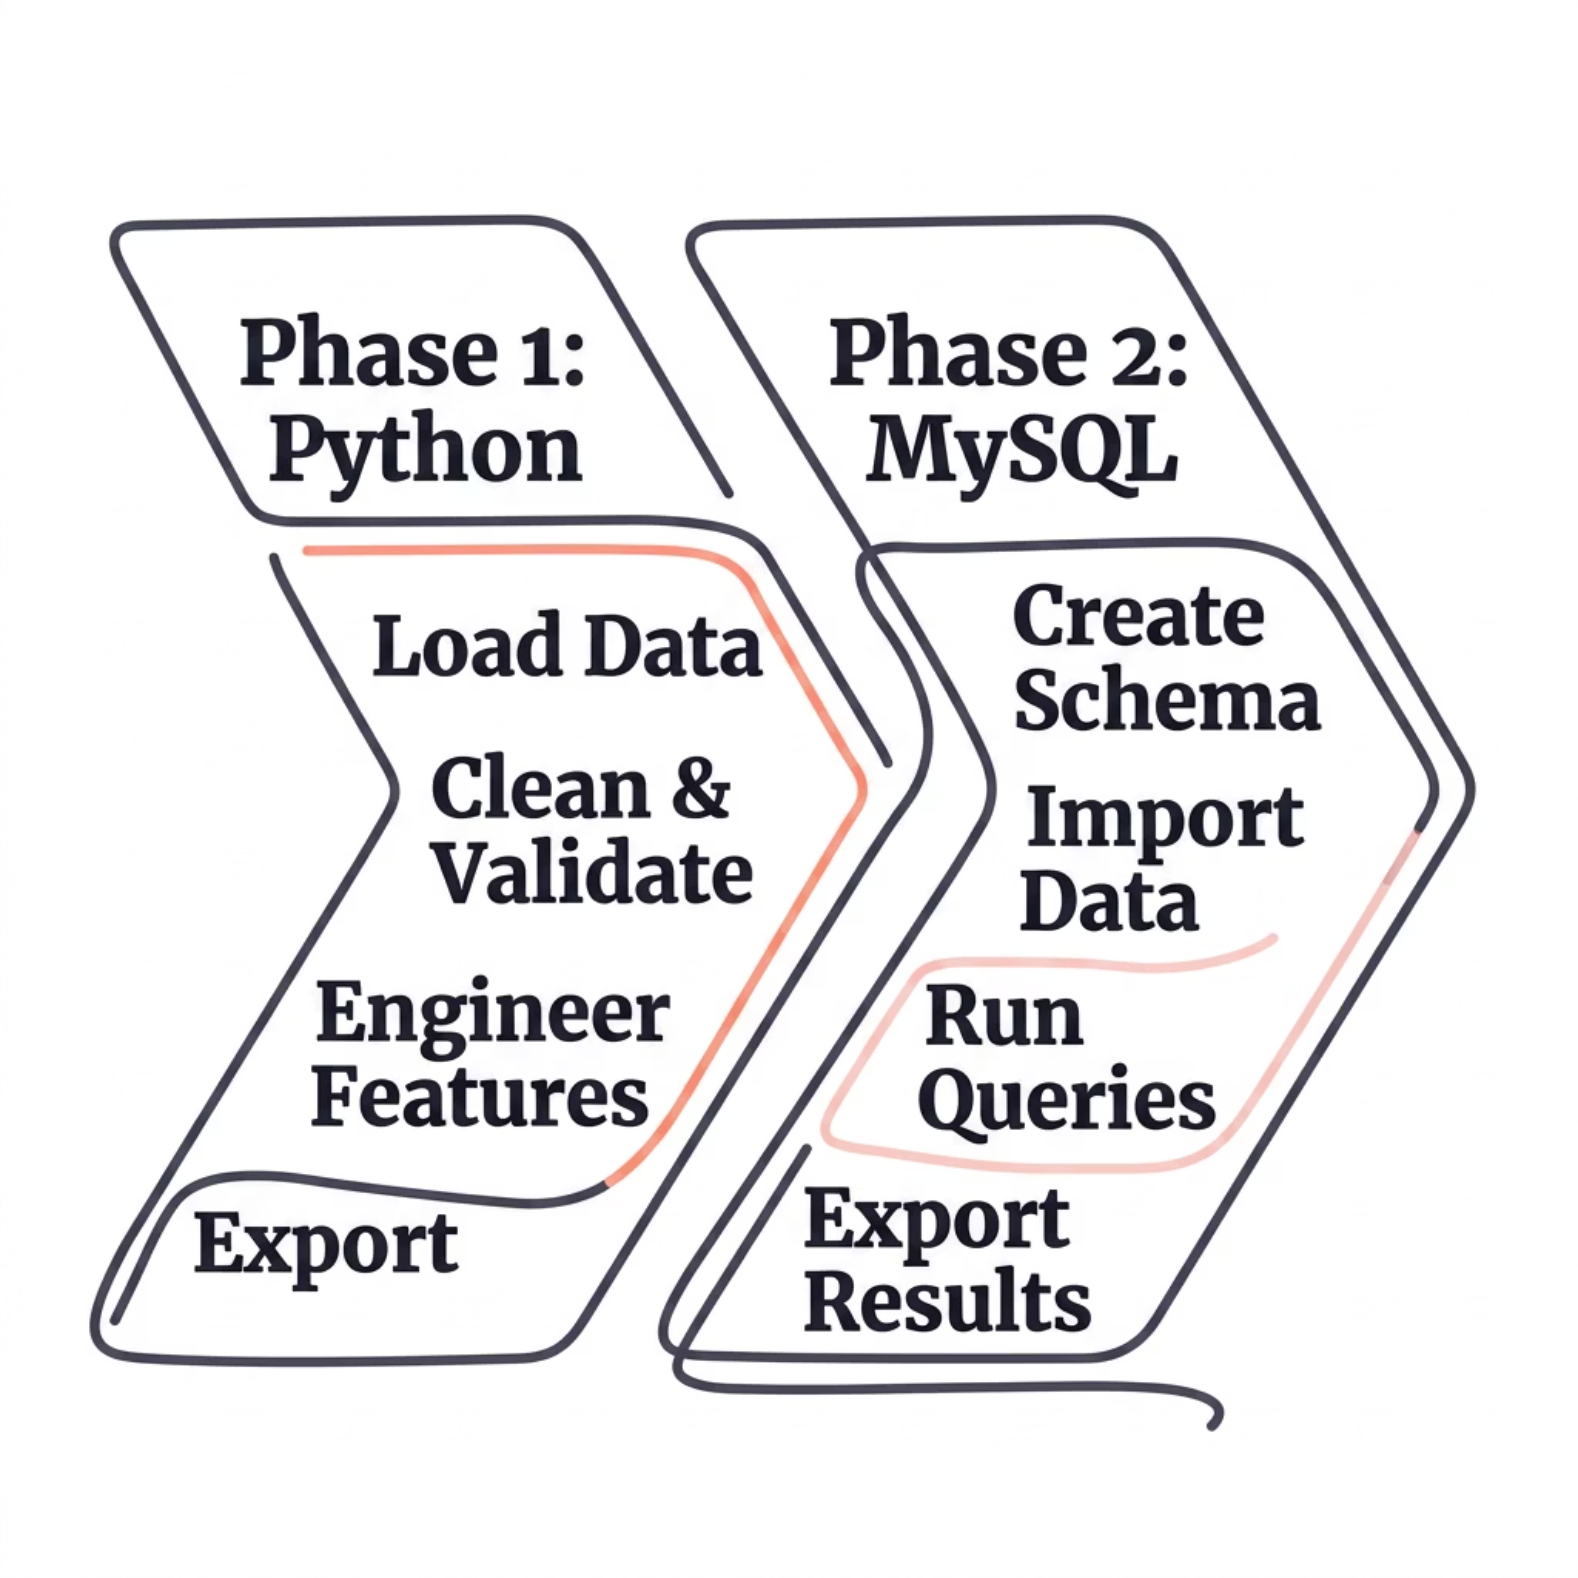 Phase 1:
Python
Load Data
Clean &
Validate
Engineer
Features
Export
Phase 2:
MySQL
Create
Schema
Import
Data
Run
Queries
Export
Results